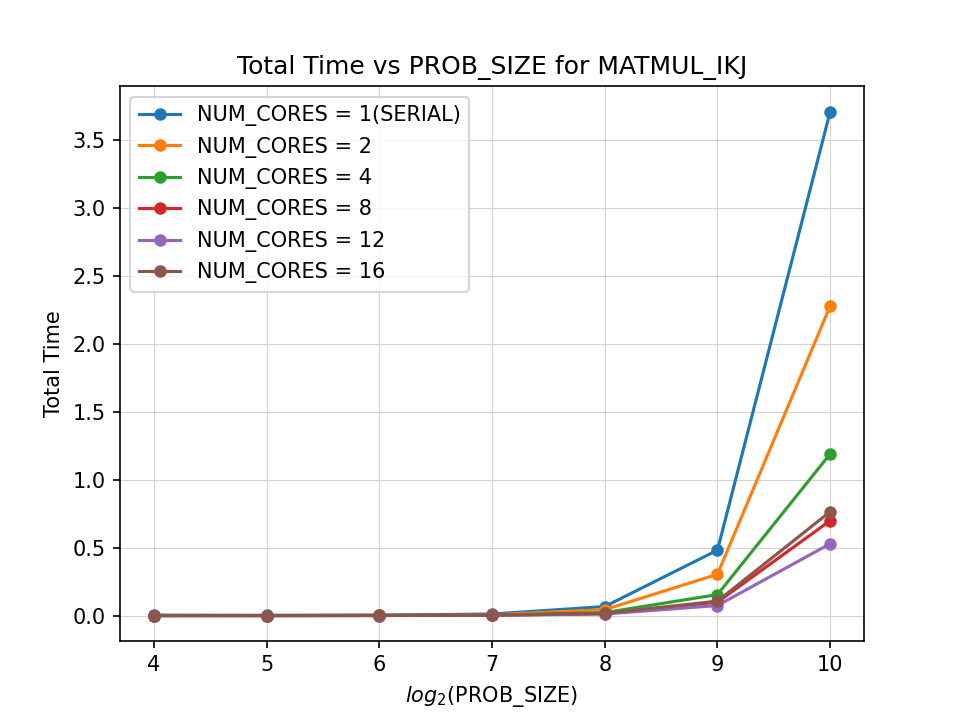 Total Time vs PROB_SIZE for MATMUL_IKJ
NUM_CORES = 1(SERIAL)
NUM_CORES = 2
NUM_CORES = 4
NUM_CORES = 8
NUM_CORES = 12
NUM_CORES = 16
Total Time
3.5
3.0
2.5
2.0
1.5
1.0
0.5
0.0
4 5 6 7 8 9 10
log₂(PROB_SIZE)